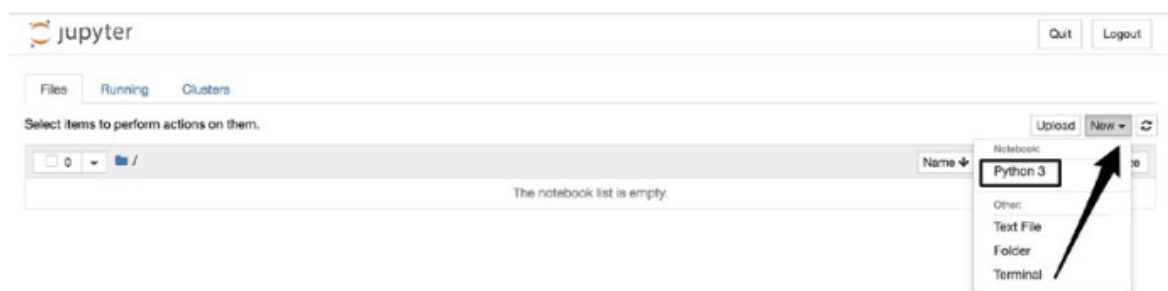 jupyter
Quit Logout
Files Running Clusters
Select items to perform actions on them.
Upload New
0 /
Name
The notebook list is empty.
Notebook:
Python 3
Other:
Text File
Folder
Terminal